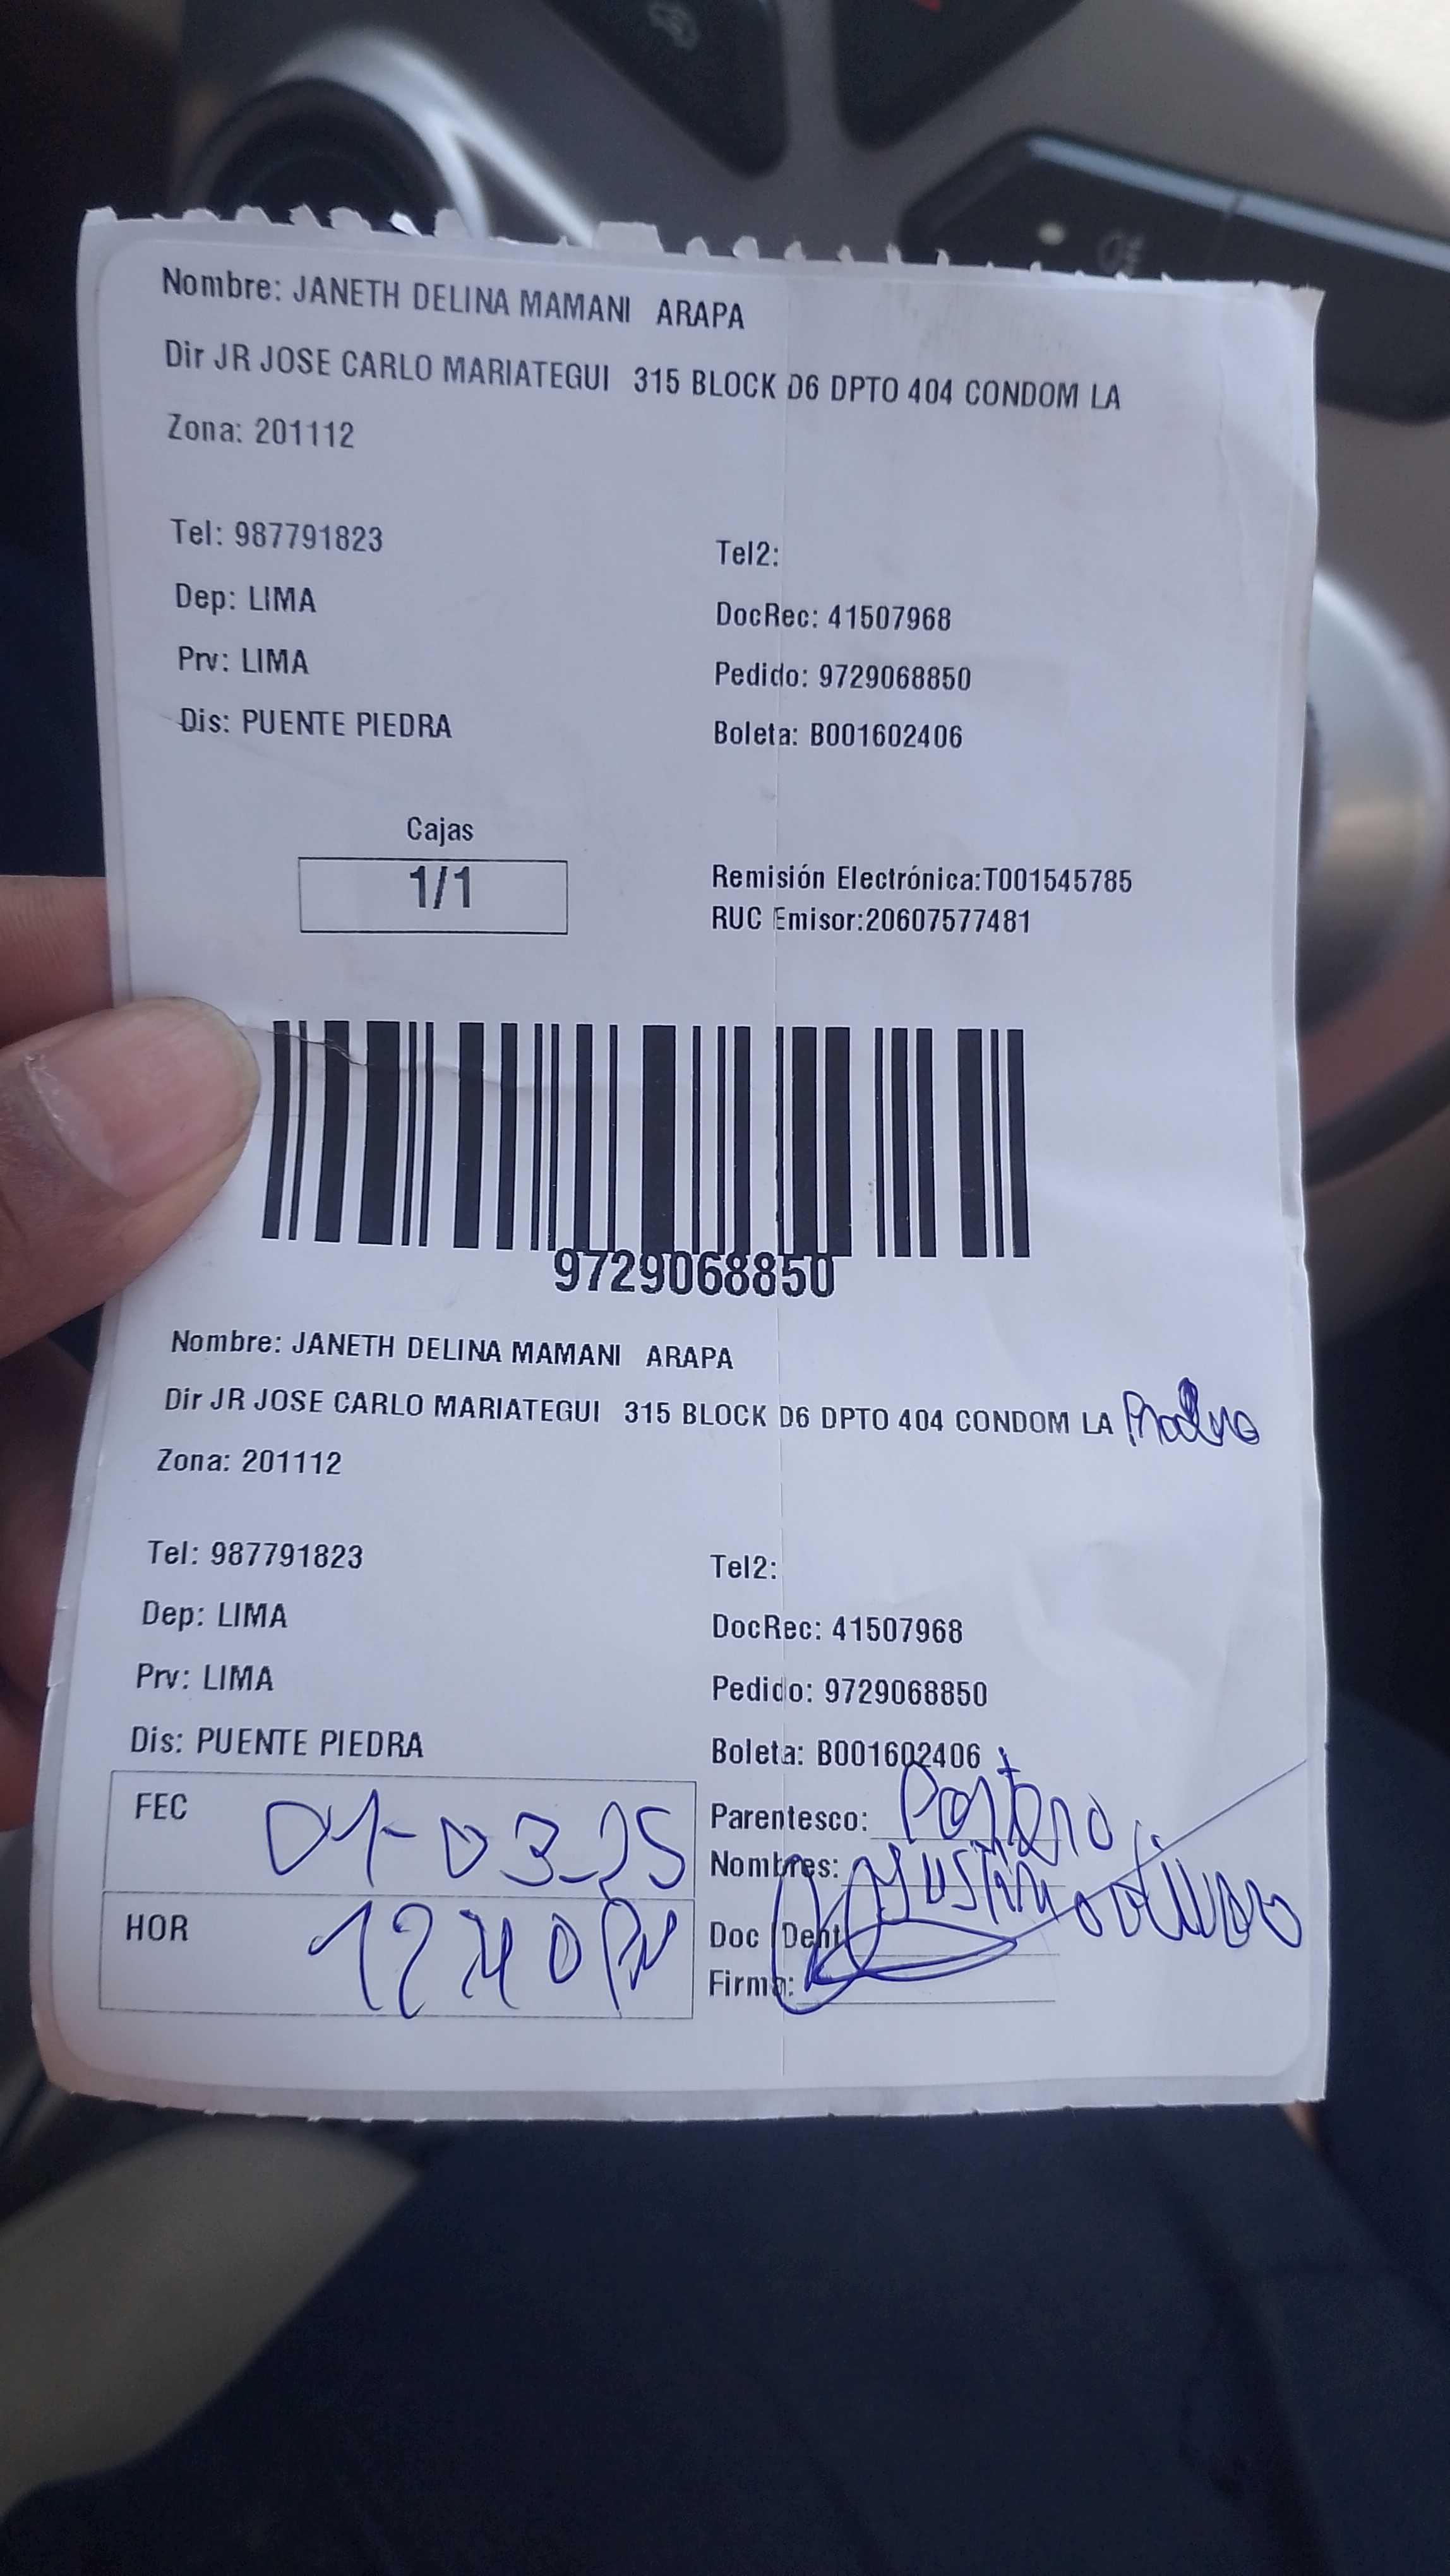 Nombre: JANETH DELINA MAMANI ARAPA
Dir JR JOSE CARLO MARIATEGUI 315 BLOCK D6 DPTO 404 CONDOM LA
Zona: 201112
Tel: 987791823
Tel2:
Dep: LIMA
DocRec: 41507968
Prv: LIMA
Pedido: 9729068850
Dis: PUENTE PIEDRA
Boleta: B001602406
Cajas
1/1
Remisión Electrónica:T001545785
RUC Emisor:20607577481
9729068850
Nombre: JANETH DELINA MAMANI ARAPA
Dir JR JOSE CARLO MARIATEGUI 315 BLOCK D6 DPTO 404 CONDOM LA
Zona: 201112
Tel: 987791823
Tel2:
Dep: LIMA
DocRec: 41507968
Prv: LIMA
Pedido: 9729068850
Dis: PUENTE PIEDRA
Boleta: B001602406
FEC 01-03-25
Parentesco: Portero
Nombres:
HOR 12 40 PM
Doc Dent
Firma: